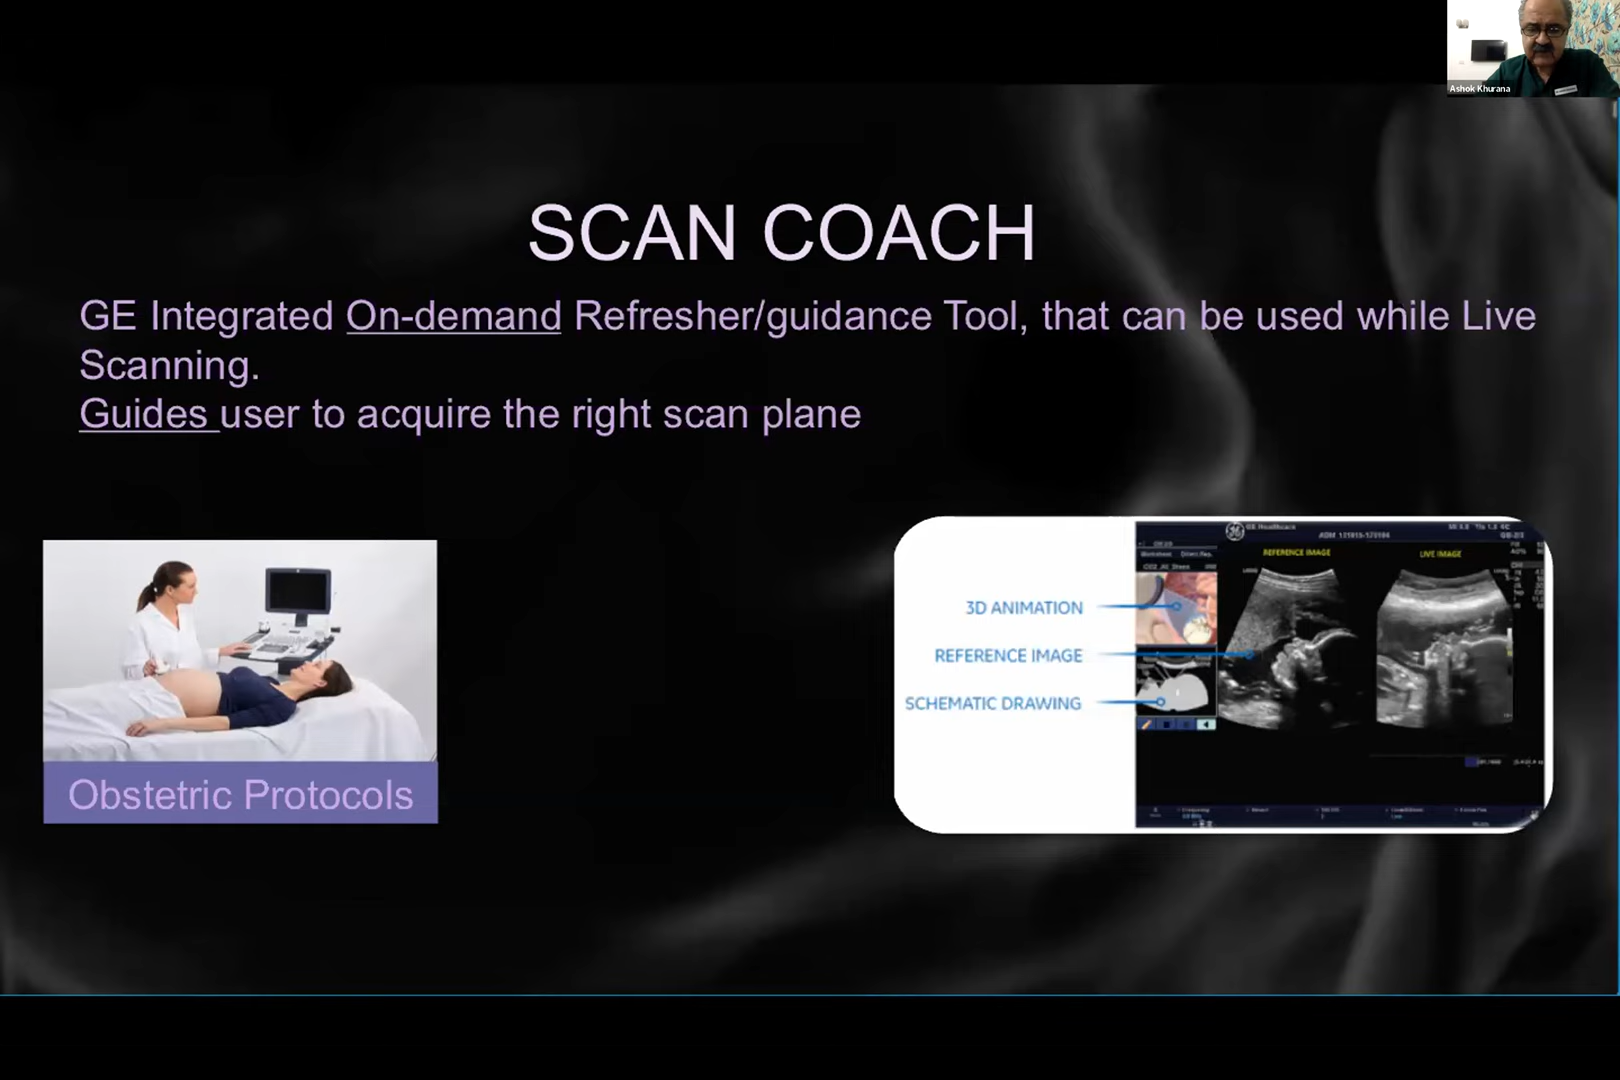 Ashok Khurana
SCAN COACH
GE Integrated On-demand Refresher/guidance Tool, that can be used while Live
Scanning.
Guides user to acquire the right scan plane
Obstetric Protocols
3D ANIMATION
REFERENCE IMAGE
SCHEMATIC DRAWING
GE Healthcare
REFERENCE IMAGE
LIVE IMAGE